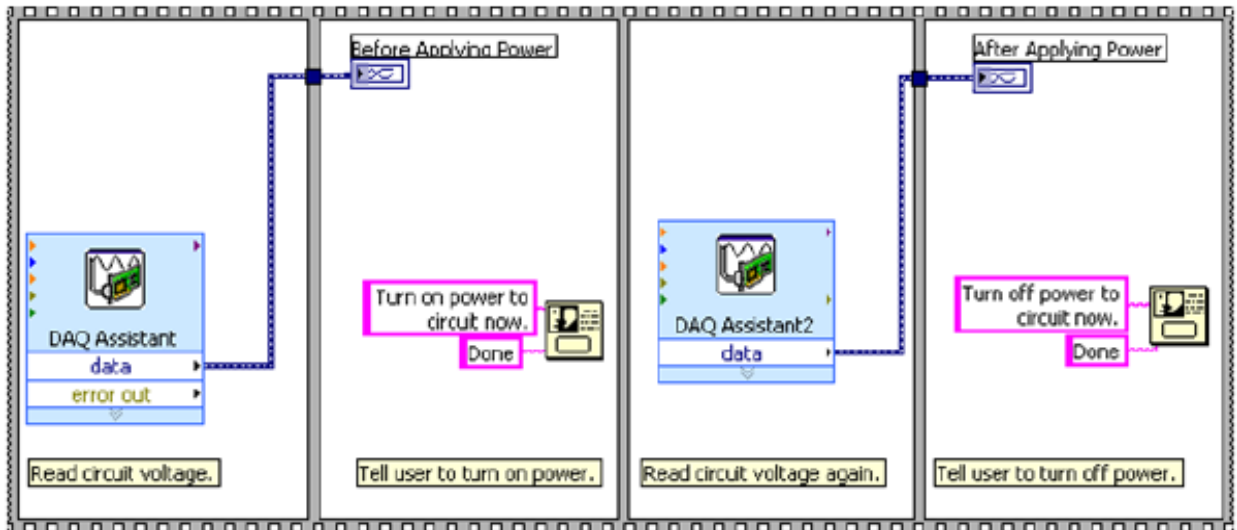 Before Applying Power
DAQ Assistant
data
error out
Read circuit voltage.
Turn on power to
circuit now.
Done
Tell user to turn on power.
DAQ Assistant2
data
Read circuit voltage again.
After Applying Power
Turn off power to
circuit now.
Done
Tell user to turn off power.